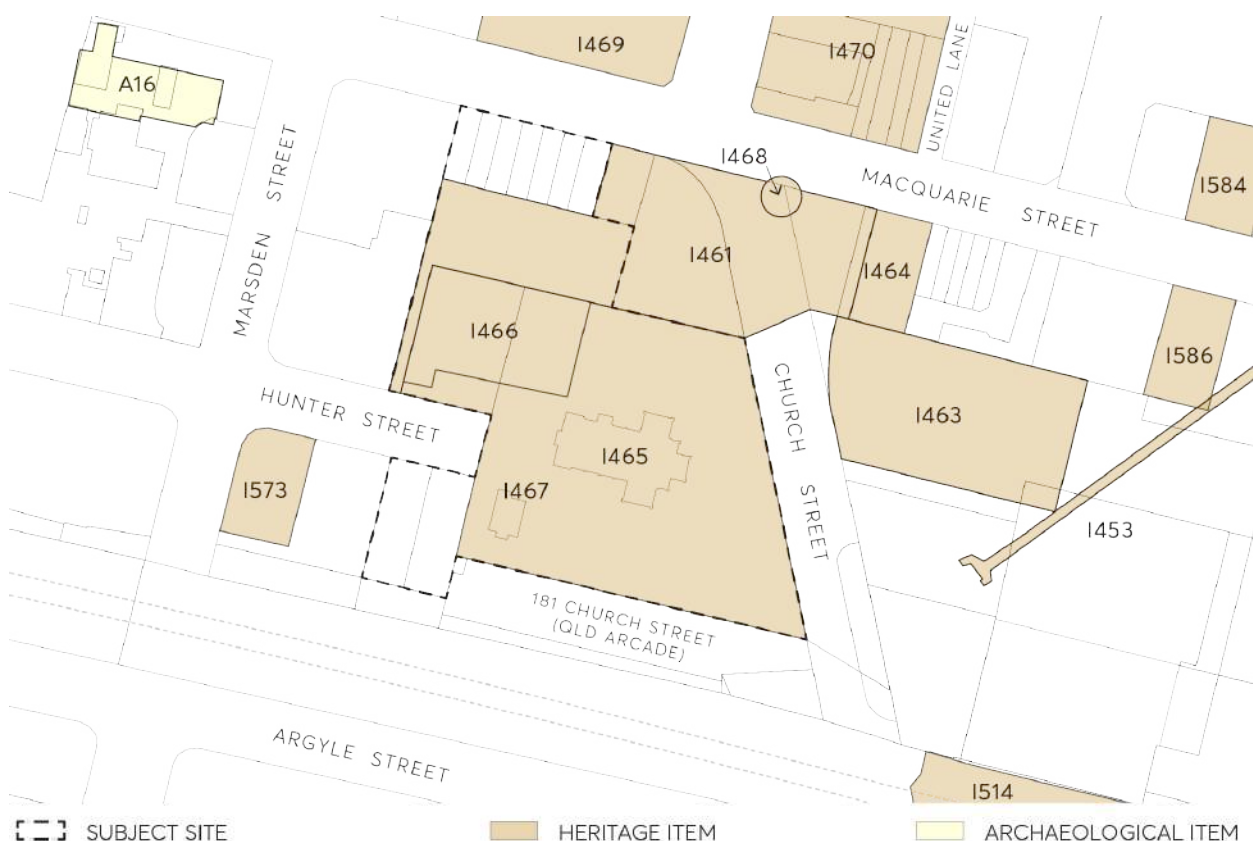 I469
I470
UNITED LANE
A16
I468
MACQUARIE STREET
I584
MARSDEN STREET
I461
I464
I466
I586
CHURCH STREET
HUNTER STREET
I463
I465
I467
I573
I453
181 CHURCH STREET
(QLD ARCADE)
ARGYLE STREET
I514
SUBJECT SITE
HERITAGE ITEM
ARCHAEOLOGICAL ITEM